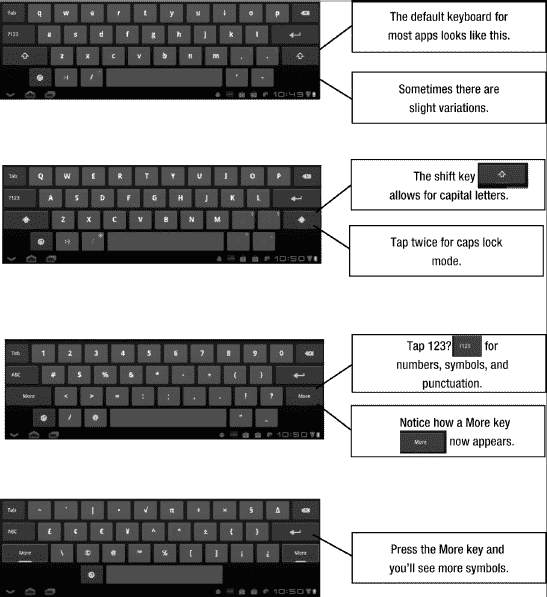 Tab q w e r t y u i o p
?123 a s d f g h j k l
z x c v b n m , .
:-) / ' -
10:49
The default keyboard for
most apps looks like this.
Sometimes there are
slight variations.
Tab Q W E R T Y U I O P
?123 A S D F G H J K L
Z X C V B N M
:-) /
10:50
The shift key
allows for capital letters.
Tap twice for caps lock
mode.
Tab 1 2 3 4 5 6 7 8 9 0
ABC # $ % & * - + ( )
More < > = : ; , . ! ? More
/ @ " _
10:50
Tap 123? ?123 for
numbers, symbols, and
punctuation.
Notice how a More key
More now appears.
Tab ~ ` | • √ π ÷ × § Δ
ABC £ ¢ € ¥ ^ ° ± { }
More \ © ® ™ ℅ [ ] ¡ ¿ More
10:50
Press the More key and
you'll see more symbols.